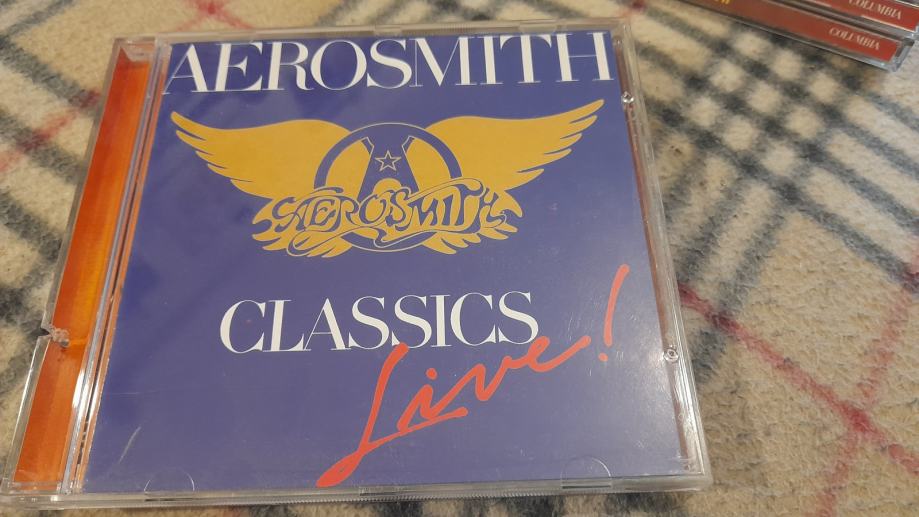 COLUMBIA
COLUMBIA
AEROSMITH
A
AEROSMITH
CLASSICS
Live!